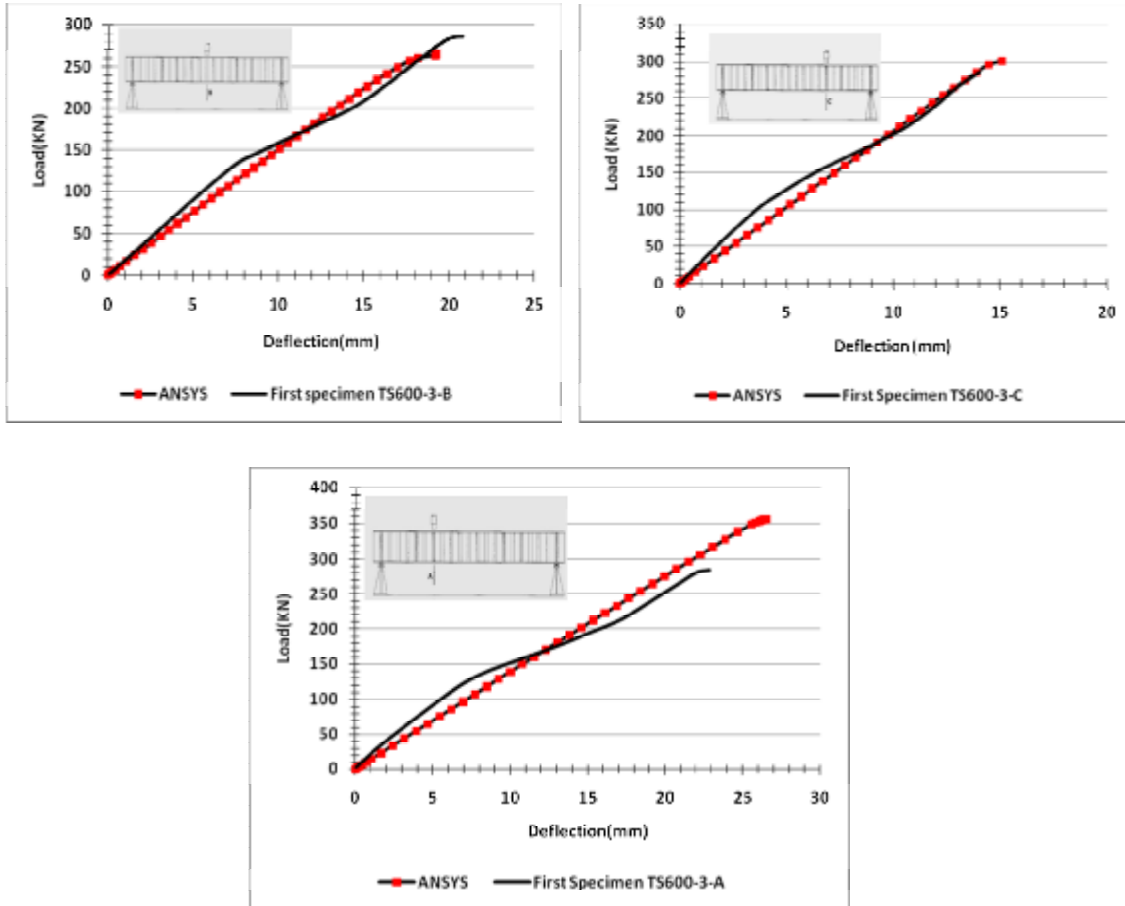 300
250
200
150
100
50
0
Load(KN)
B
0 5 10 15 20 25
Deflection(mm)
ANSYS First specimen TS600-3-B
350
300
250
200
150
100
50
0
Load (KN)
C
0 5 10 15 20
Deflection (mm)
ANSYS First Specimen TS600-3-C
400
350
300
250
200
150
100
50
0
Load(KN)
A
0 5 10 15 20 25 30
Deflection(mm)
ANSYS First Specimen TS600-3-A